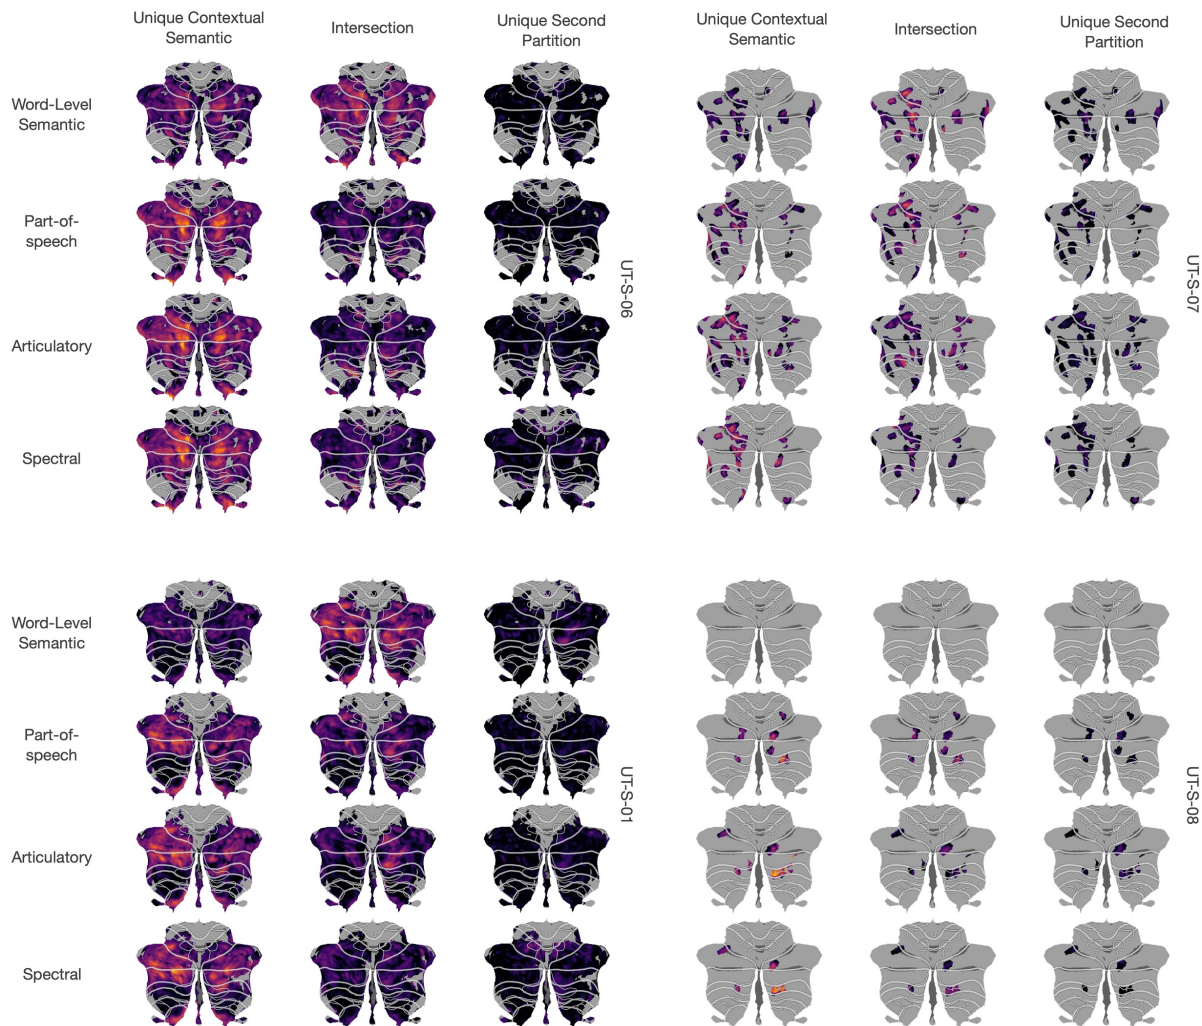 Unique Contextual
Semantic
Intersection
Unique Second
Partition
Unique Contextual
Semantic
Intersection
Unique Second
Partition
Word-Level
Semantic
Part-of-
speech
Articulatory
Spectral
UT-S-06
UT-S-07
Word-Level
Semantic
Part-of-
speech
Articulatory
Spectral
UT-S-01
UT-S-08